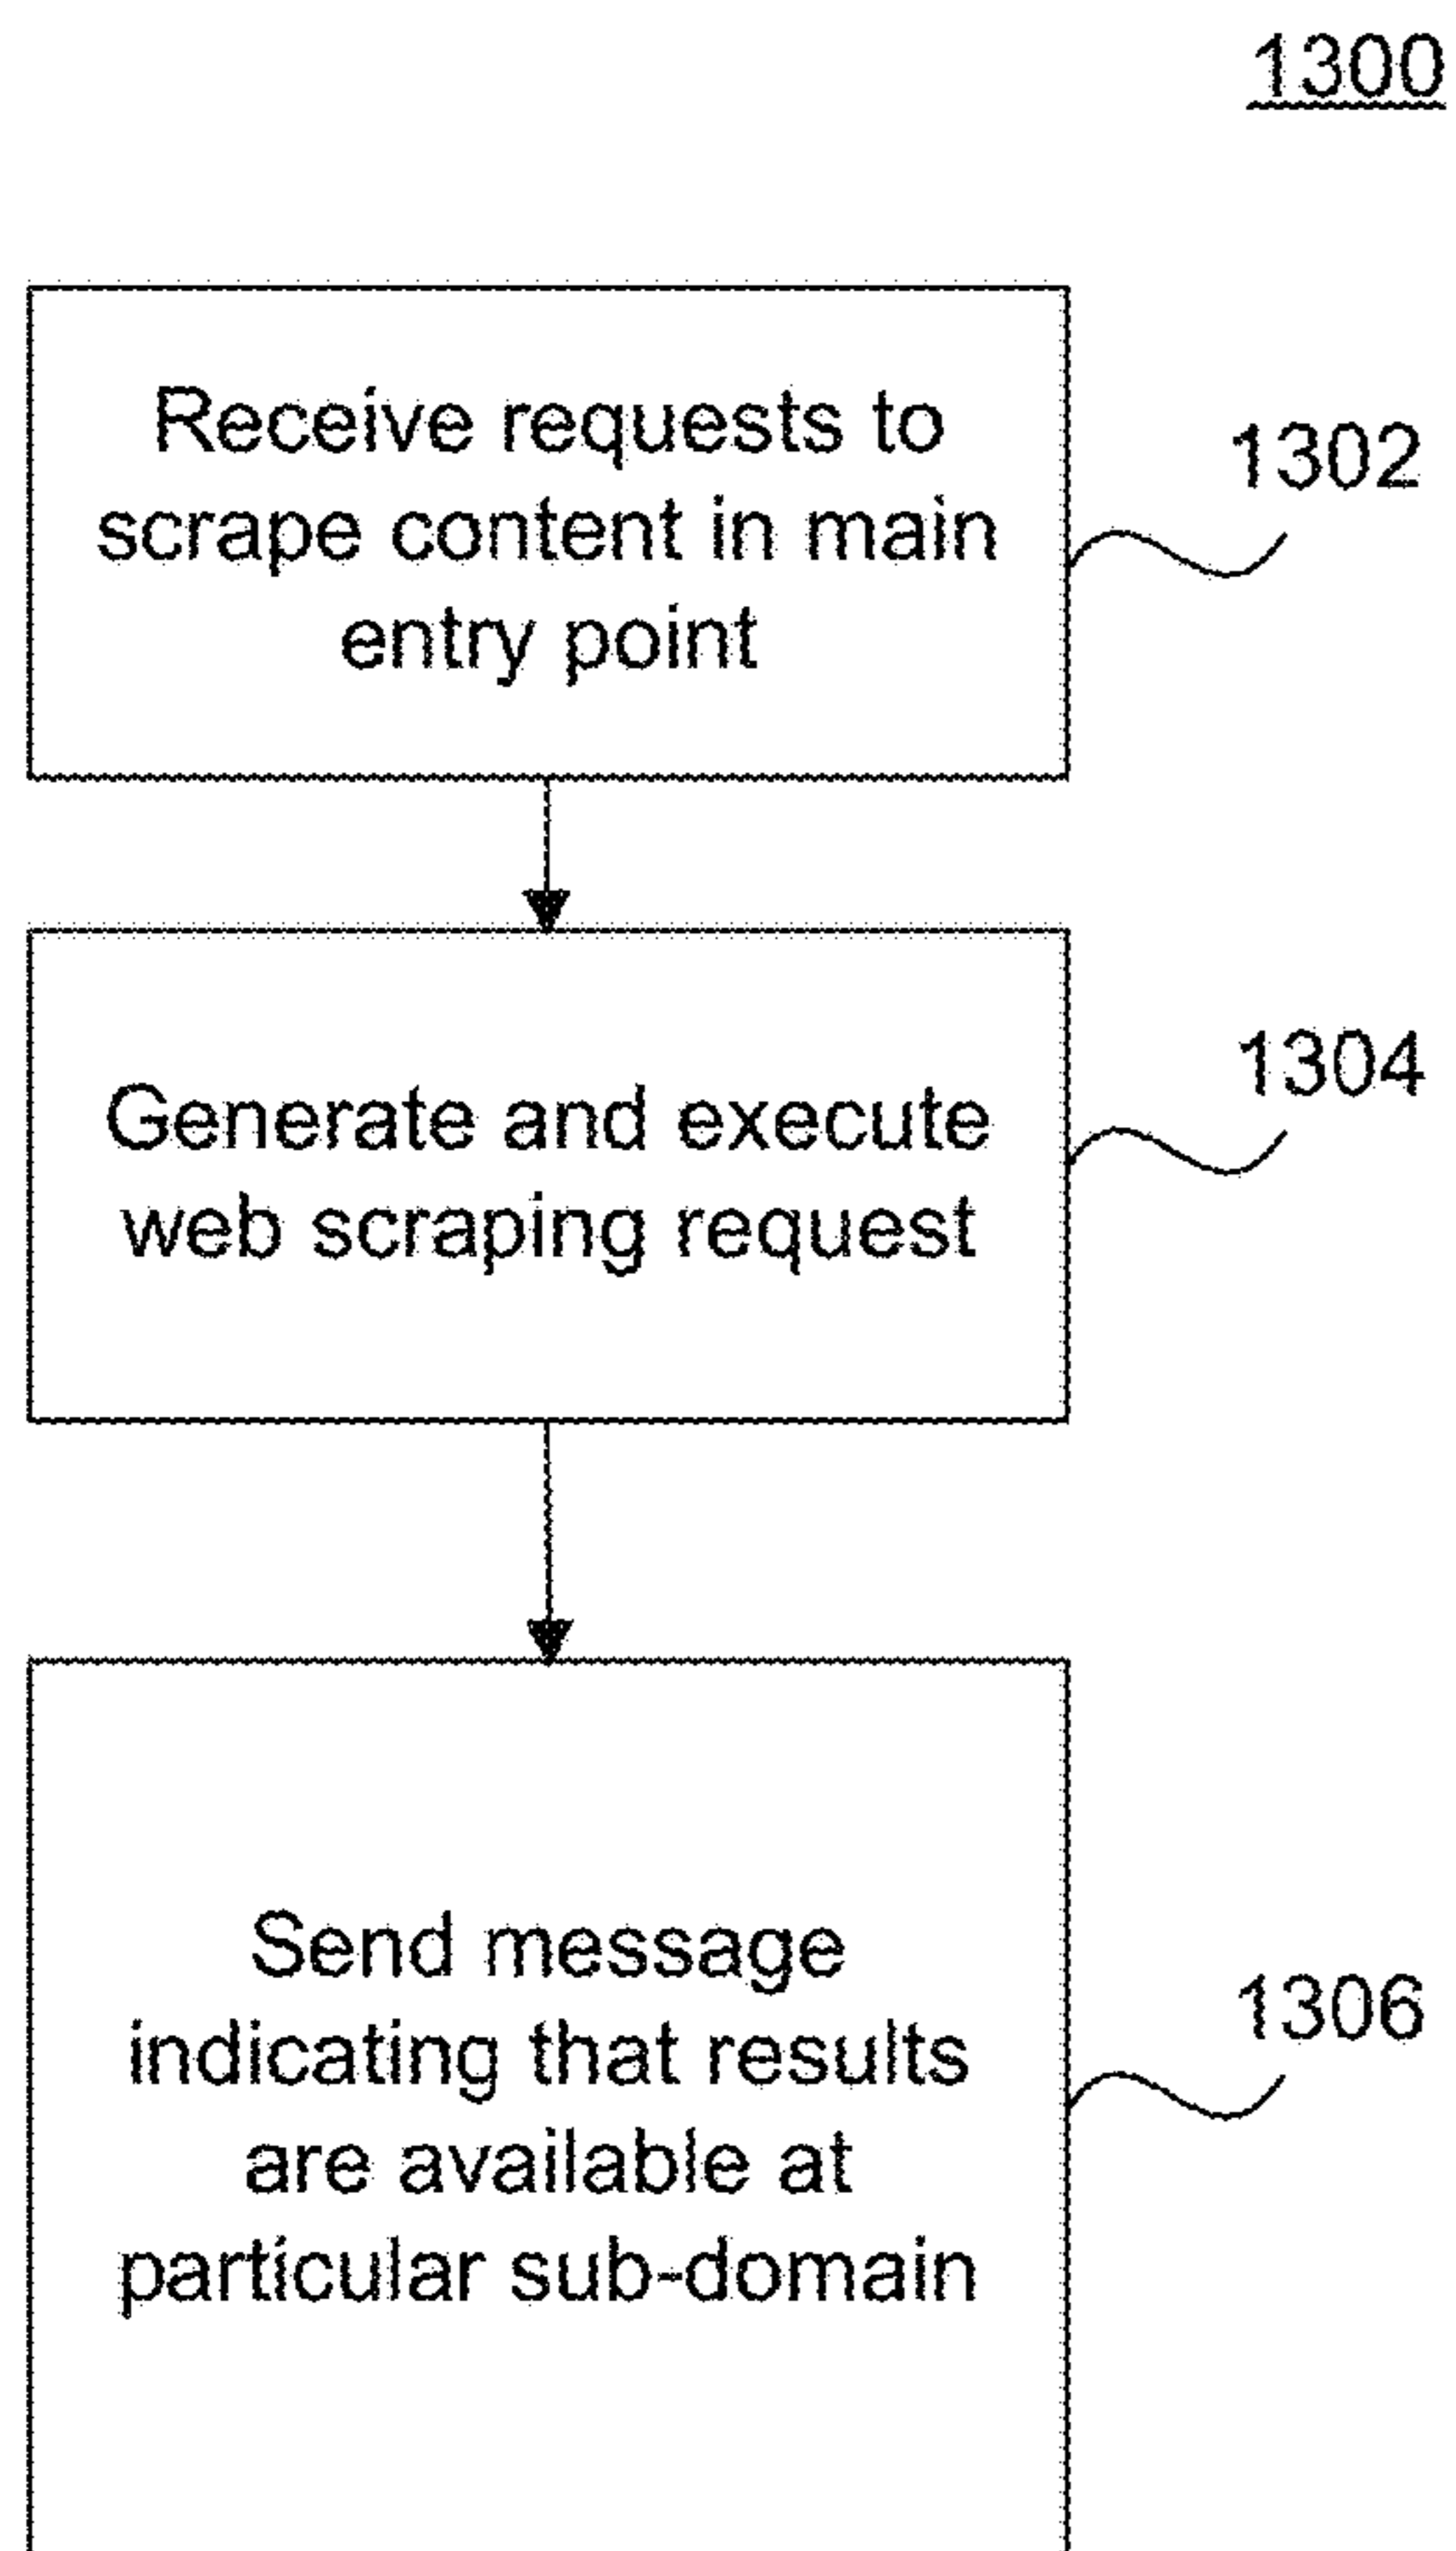 1300
Receive requests to
scrape content in main
entry point
1302
Generate and execute
web scraping request
1304
Send message
indicating that results
are available at
particular sub-domain
1306